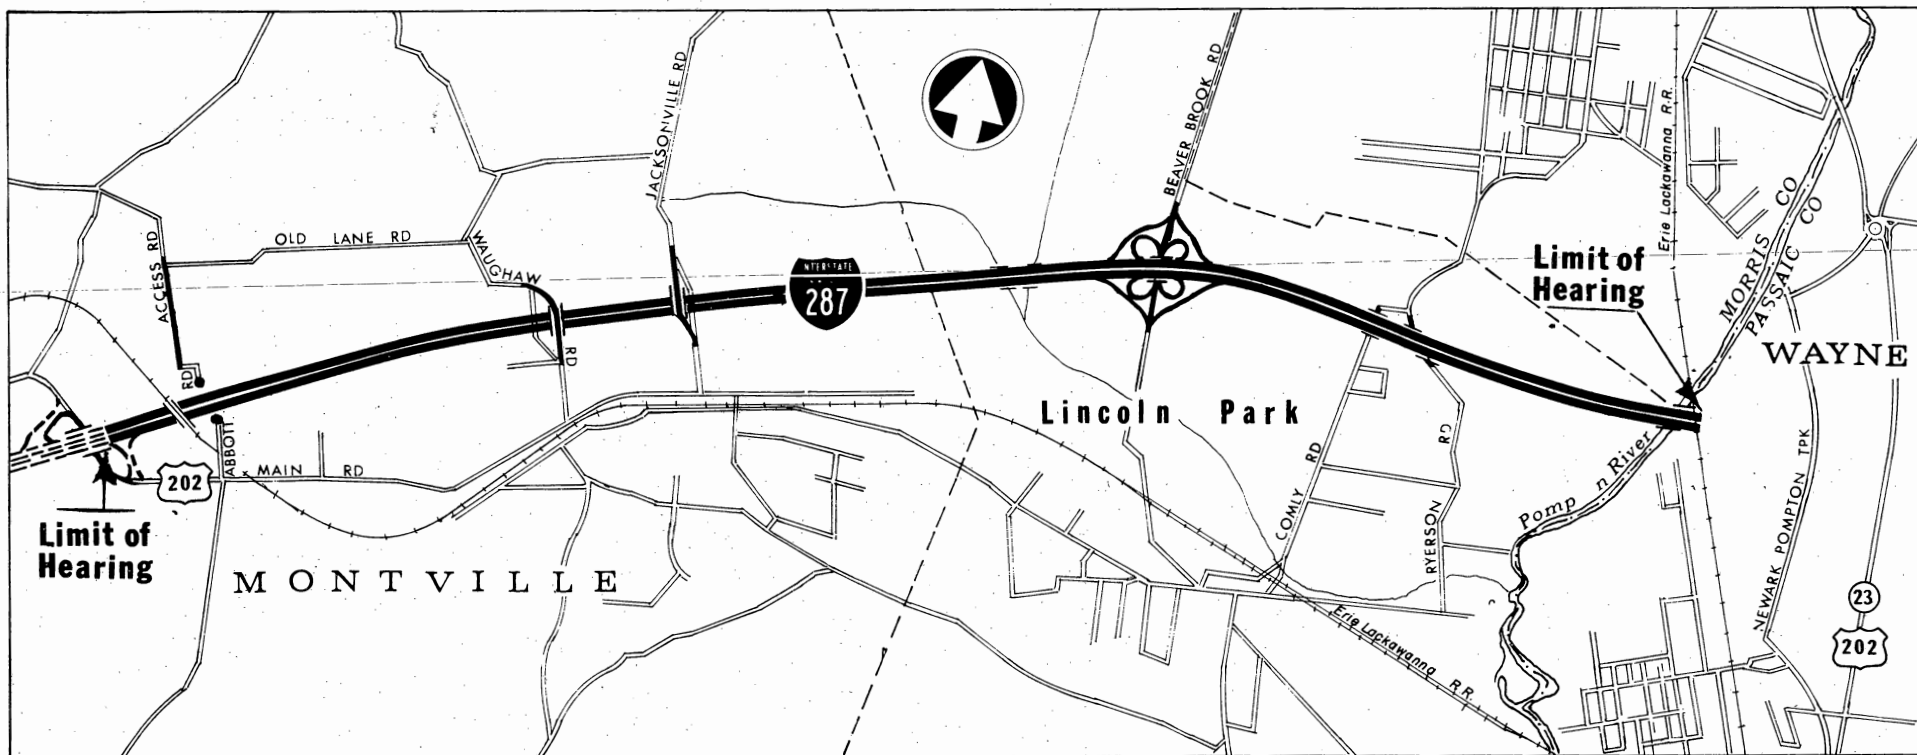 JACKSONVILLE RD
BEAVER BROOK RD
Erie Lackawanna R.R.
MORRIS CO
PASSAIC CO
ACCESS RD
OLD LANE RD
WAUGHAW
RD
INTERSTATE
287
Limit of
Hearing
WAYNE
RD
Lincoln Park
ABBOTT
MAIN RD
202
Limit of
Hearing
MONTVILLE
COMLY RD
RYERSON
GR
Pomp n River
NEWARK POMPTON TPK
23
202
Erie Lackawanna R.R.